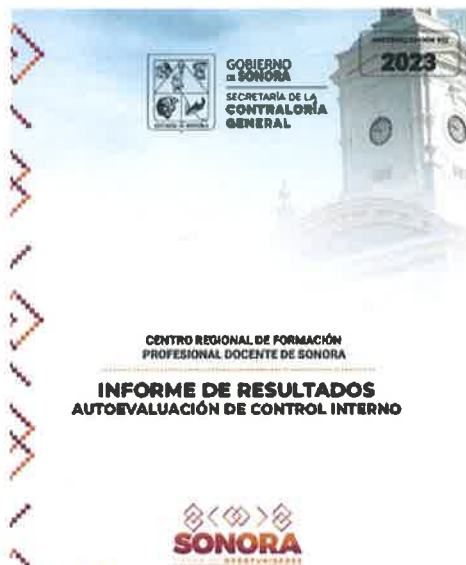 GOBIERNO
DE SONORA
SECRETARÍA DE LA
CONTRALORÍA
GENERAL
2023
CENTRO REGIONAL DE FORMACIÓN
PROFESIONAL DOCENTE DE SONORA
INFORME DE RESULTADOS
AUTOEVALUACIÓN DE CONTROL INTERNO
SONORA
OPORTUNIDADES